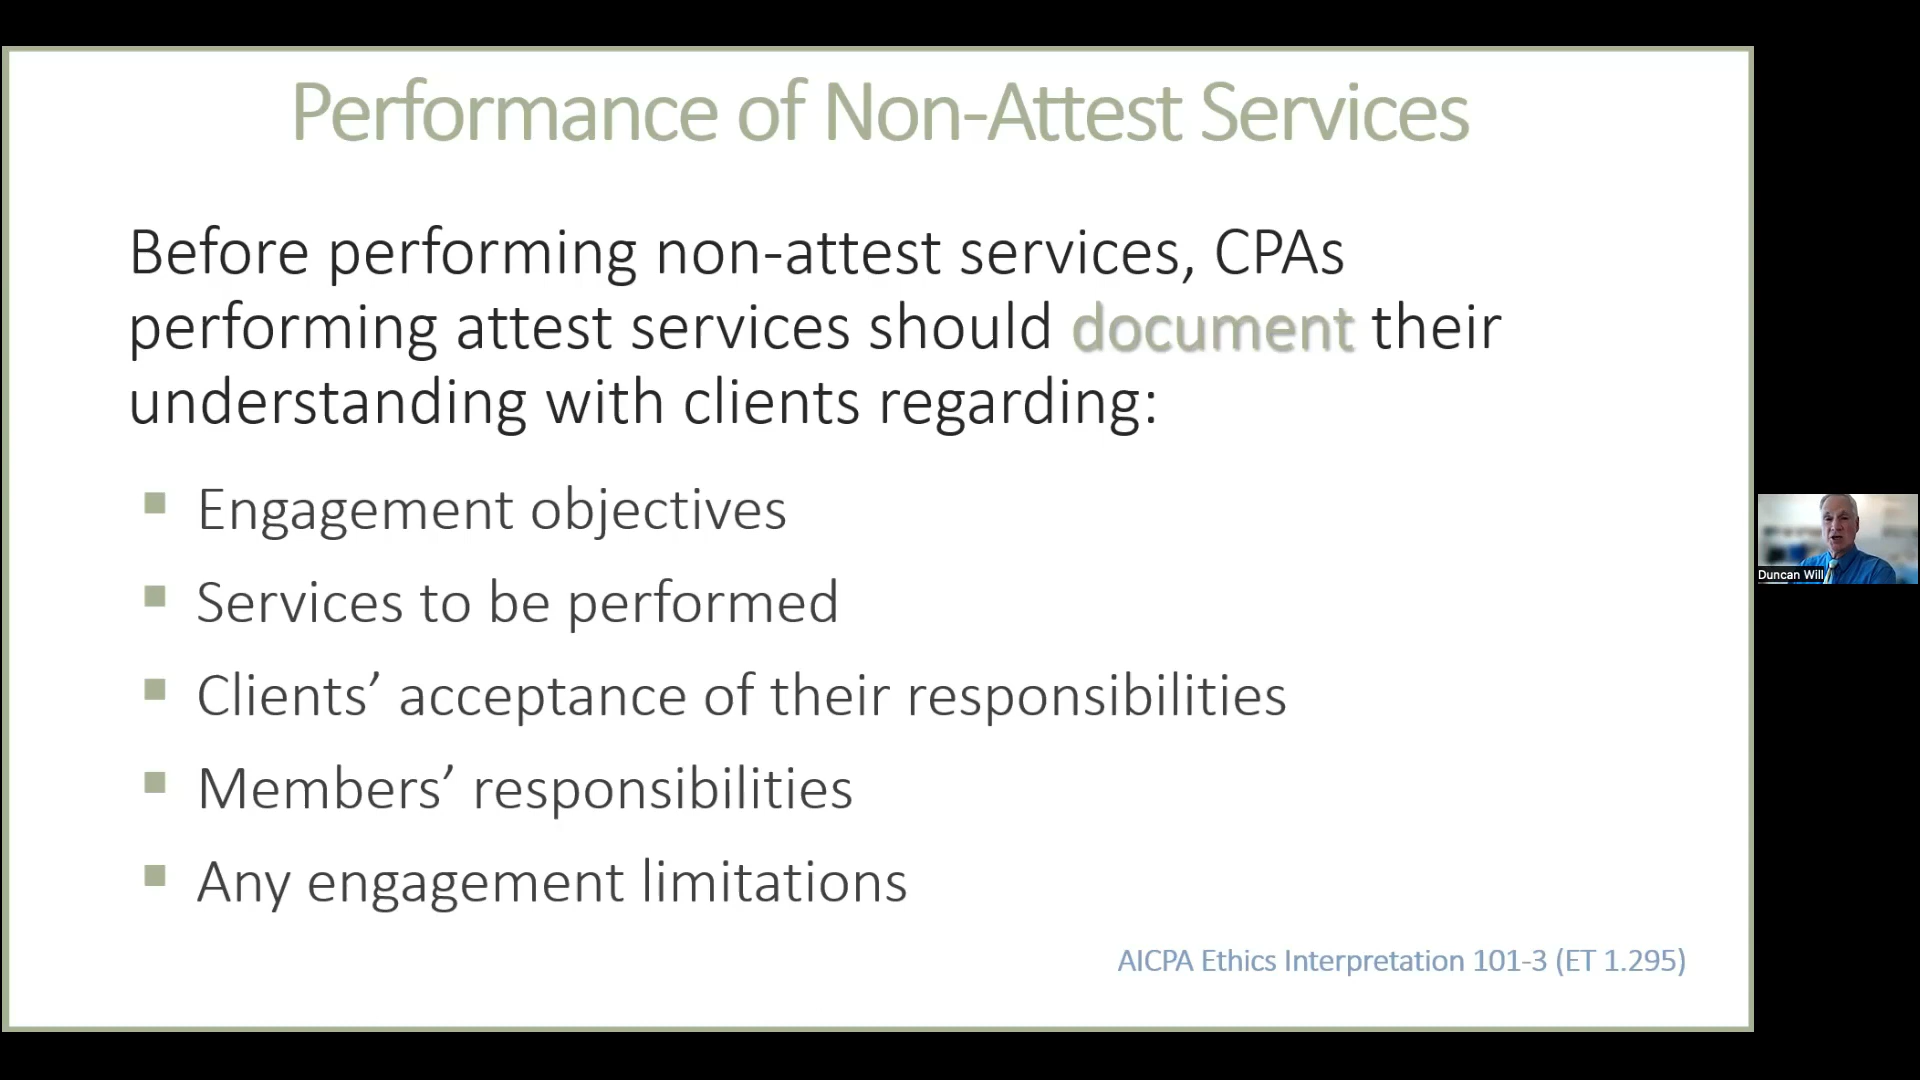 Performance of Non-Attest Services
Before performing non-attest services, CPAs
performing attest services should document their
understanding with clients regarding:
Engagement objectives
Services to be performed
Clients’ acceptance of their responsibilities
Members’ responsibilities
Any engagement limitations
AICPA Ethics Interpretation 101-3 (ET 1.295)
Duncan Will